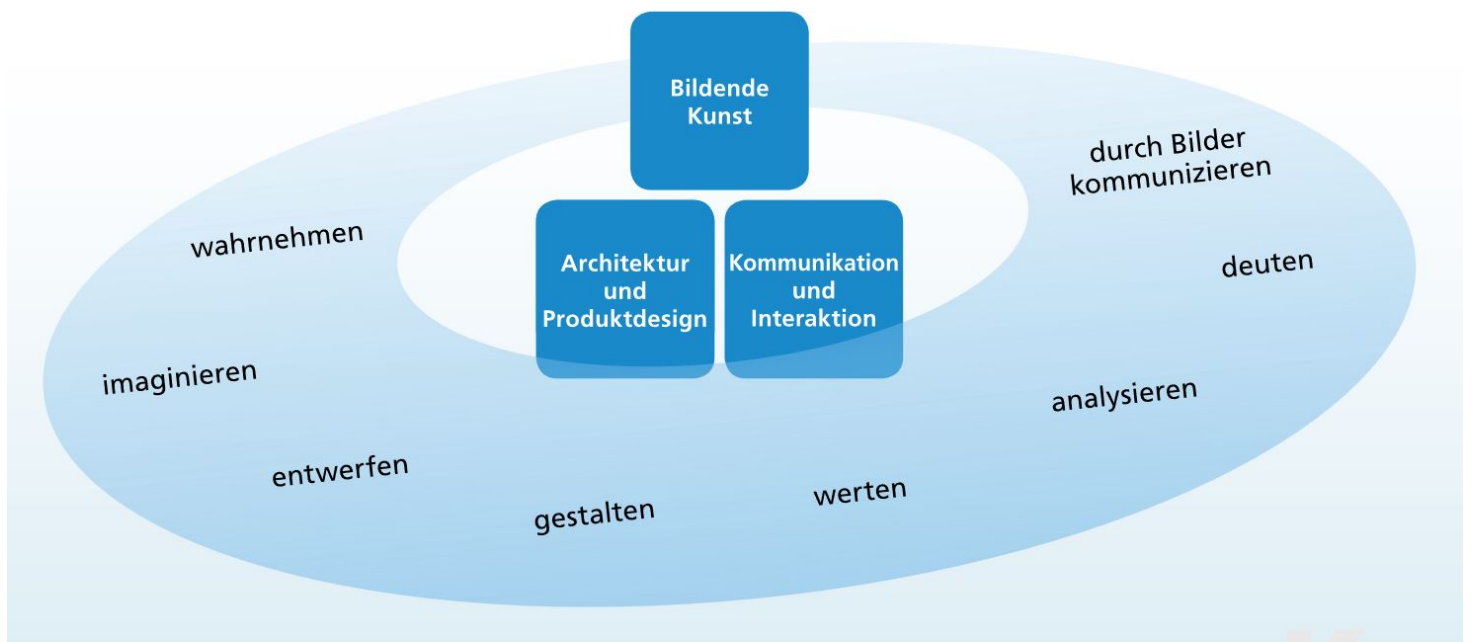 Bildende
Kunst
durch Bilder
kommunizieren
wahrnehmen
Architektur
und
Produktdesign
Kommunikation
und
Interaktion
deuten
imaginieren
analysieren
entwerfen
gestalten
werten